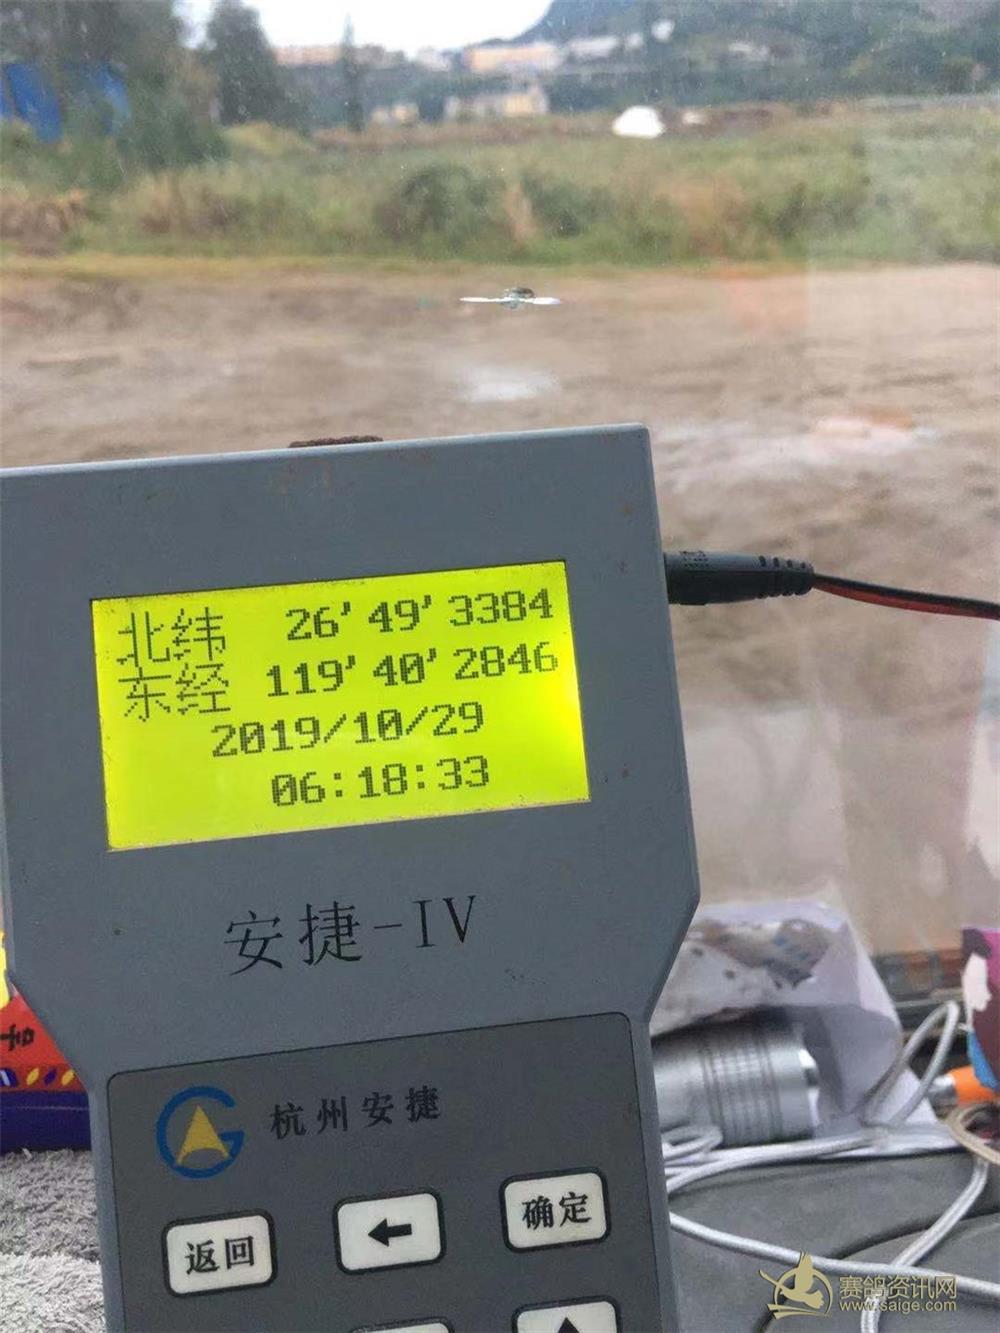 北纬 26'49'3384
东经 119'40'2846
2019/10/29
06:18:33
安捷-IV
杭州安捷
返回
←
确定
赛鸽资讯网
www.saige.com